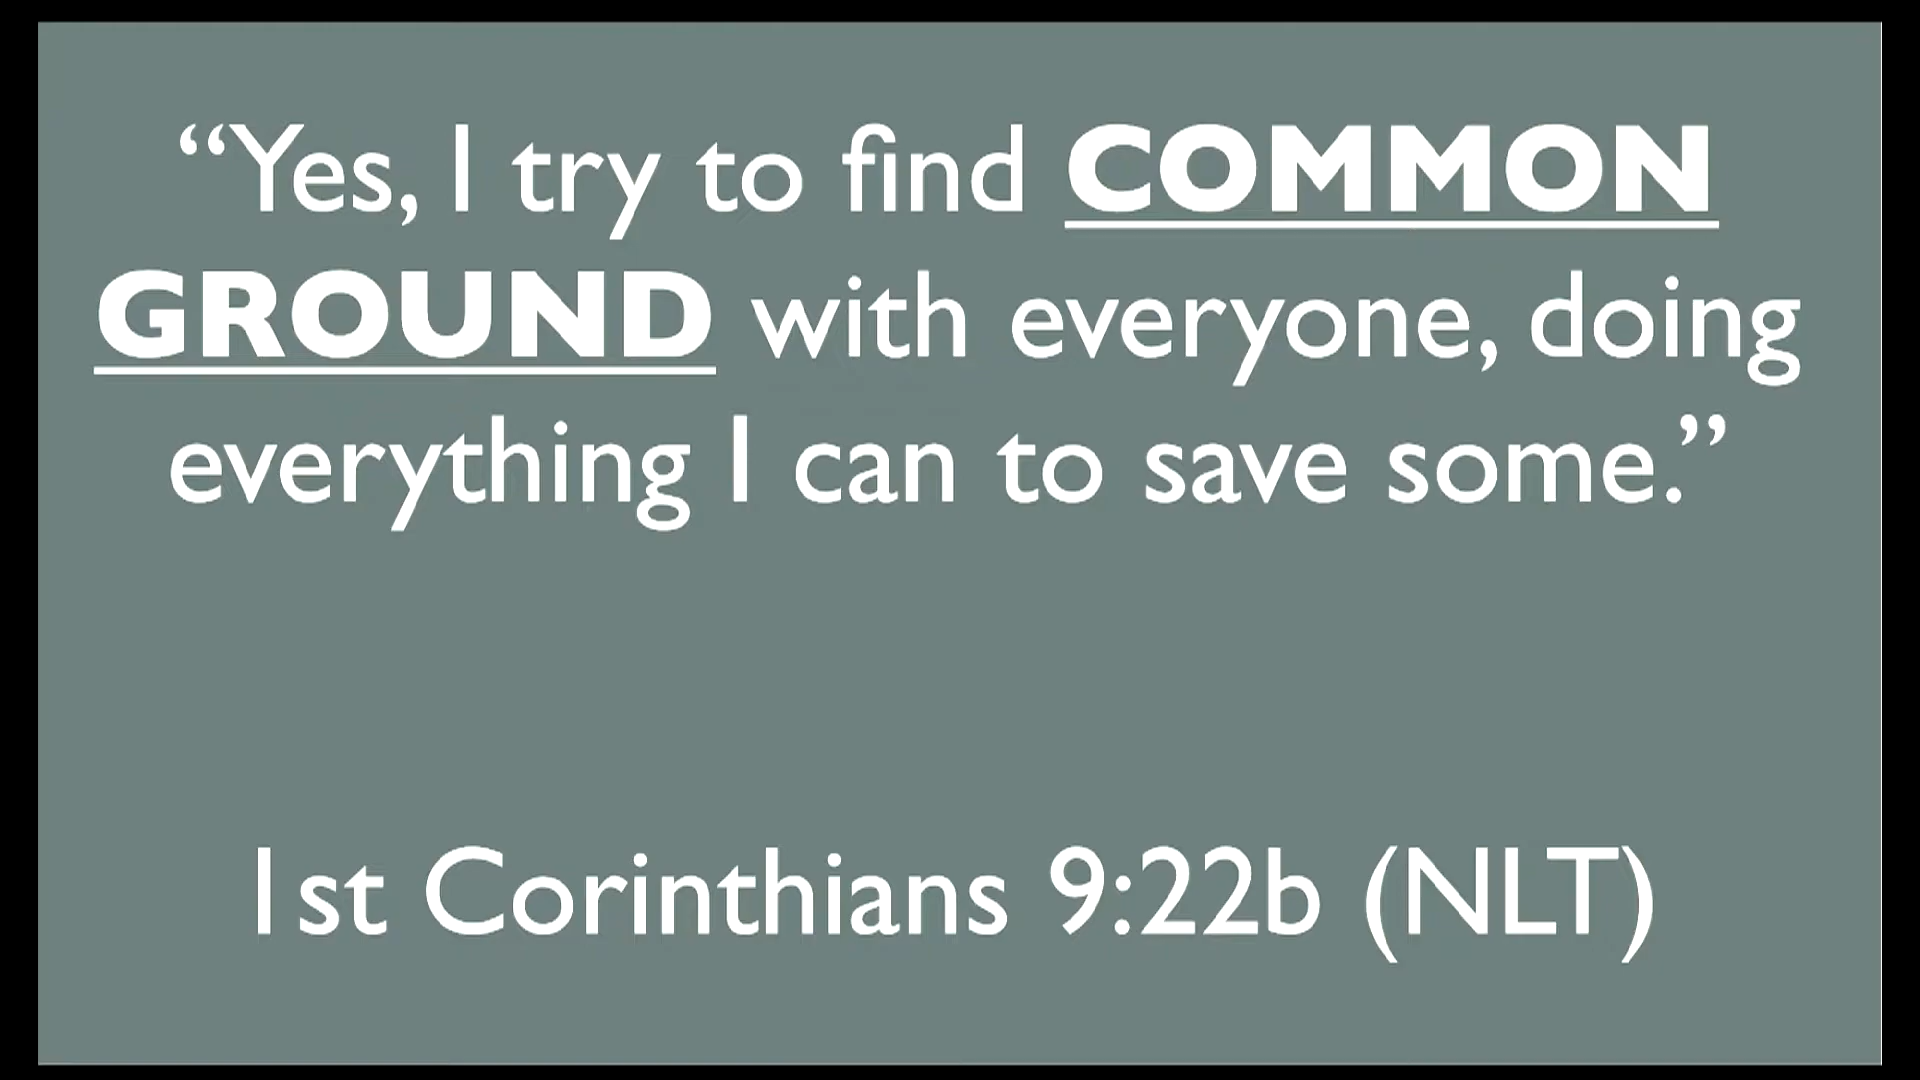 “Yes, I try to find COMMON
GROUND with everyone, doing
everything I can to save some.”
1st Corinthians 9:22b (NLT)